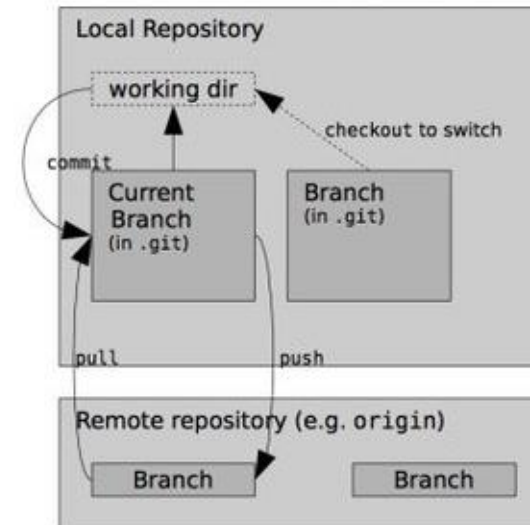 Local Repository
working dir
checkout to switch
commit
Current
Branch
(in .git)
Branch
(in .git)
pull
push
Remote repository (e.g. origin)
Branch
Branch